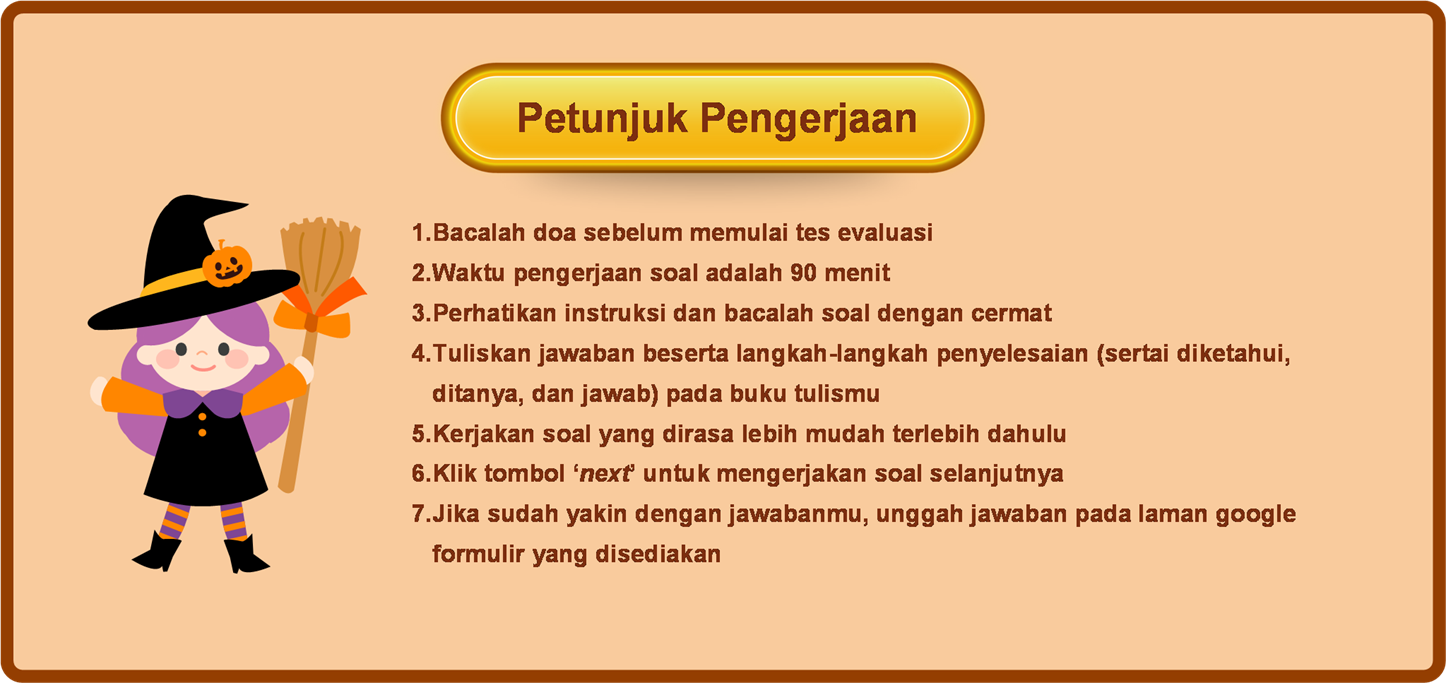 Petunjuk Pengerjaan
1.Bacalah doa sebelum memulai tes evaluasi
2.Waktu pengerjaan soal adalah 90 menit
3.Perhatikan instruksi dan bacalah soal dengan cermat
4.Tuliskan jawaban beserta langkah-langkah penyelesaian (sertai diketahui,
ditanya, dan jawab) pada buku tulismu
5.Kerjakan soal yang dirasa lebih mudah terlebih dahulu
6.Klik tombol ‘next’ untuk mengerjakan soal selanjutnya
7.Jika sudah yakin dengan jawabanmu, unggah jawaban pada laman google
formulir yang disediakan